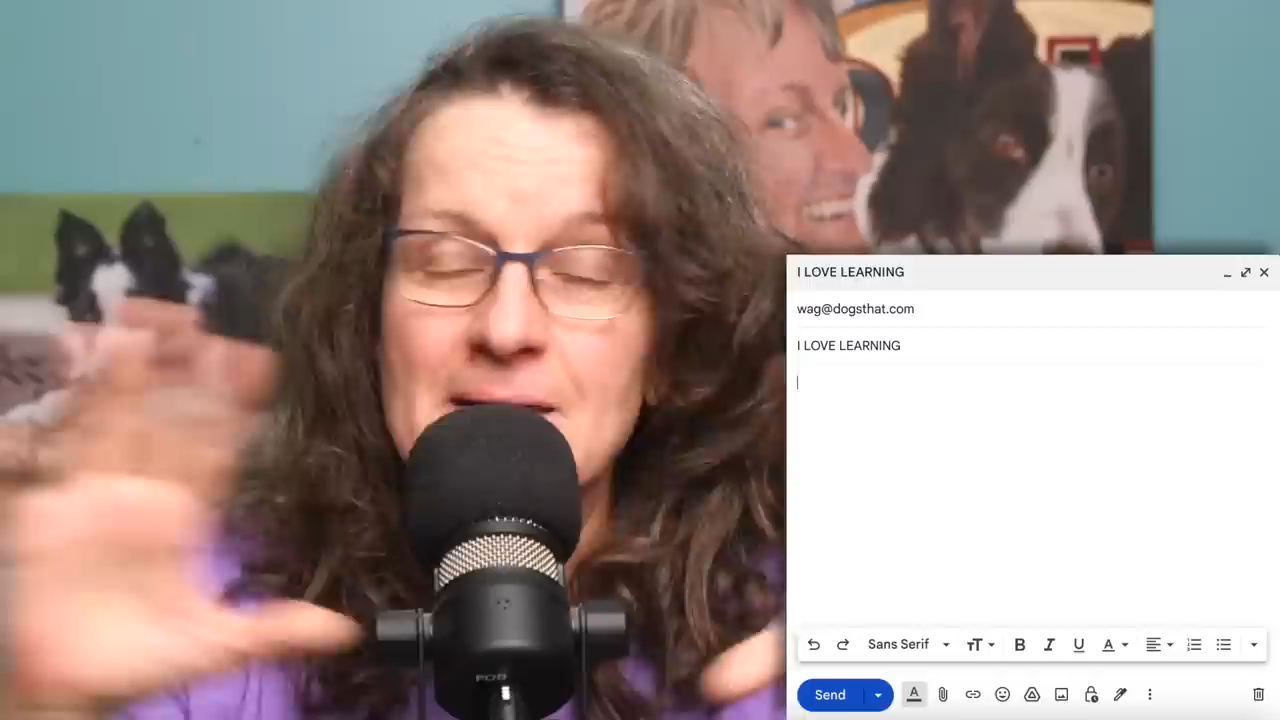 I LOVE LEARNING
wag@dogsthat.com
I LOVE LEARNING
Sans Serif
Send